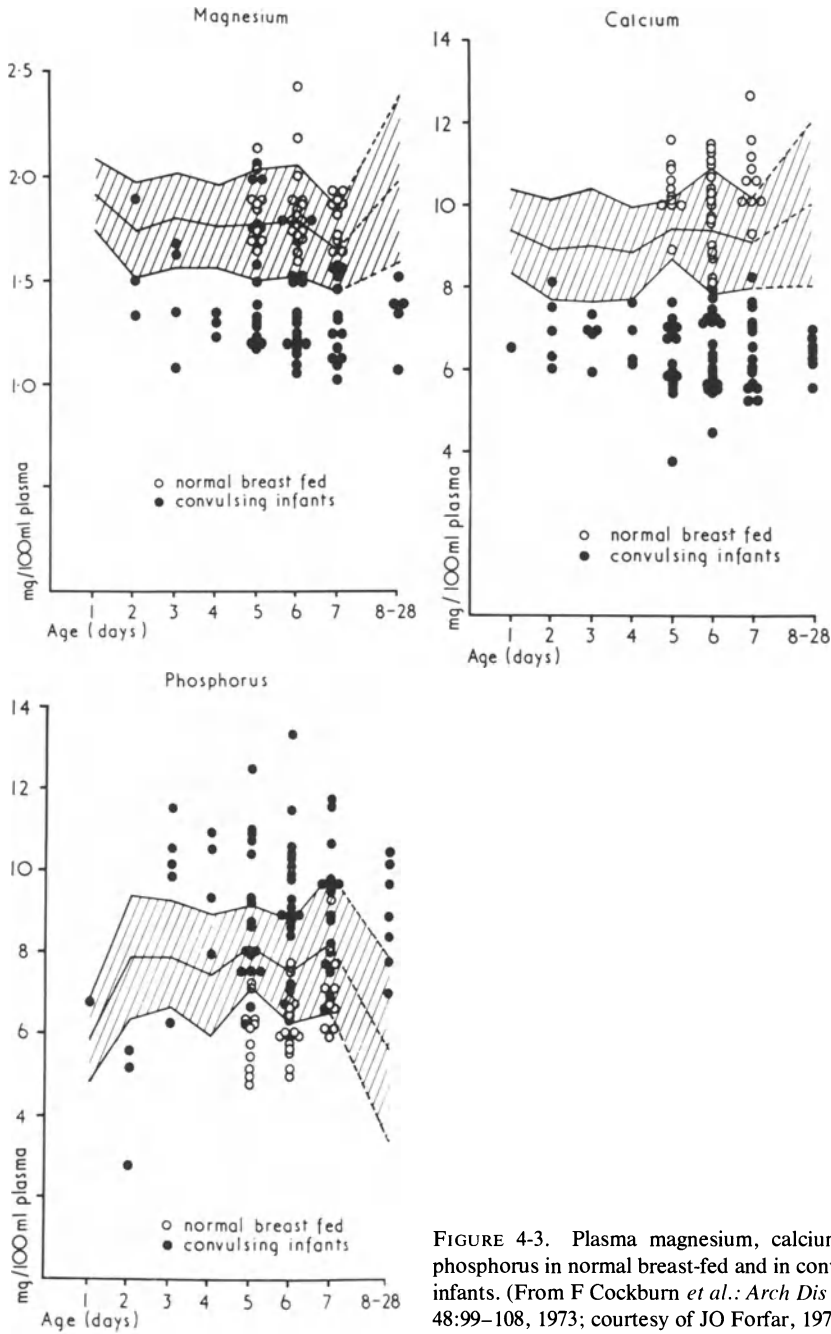 Magnesium
2·5
2·0
1·5
1·0
mg/100ml plasma
○ normal breast fed
● convulsing infants
1 2 3 4 5 6 7 8-28
Age (days)
Calcium
14
12
10
8
6
4
mg/100ml plasma
○ normal breast fed
● convulsing infants
1 2 3 4 5 6 7 8-28
Age (days)
Phosphorus
14
12
10
8
6
4
mg/100ml plasma
○ normal breast fed
● convulsing infants
1 2 3 4 5 6 7 8-28
Age (days)
FIGURE 4-3. Plasma magnesium, calcium
phosphorus in normal breast-fed and in conv
infants. (From F Cockburn et al.: Arch Dis
48:99–108, 1973; courtesy of JO Forfar, 197